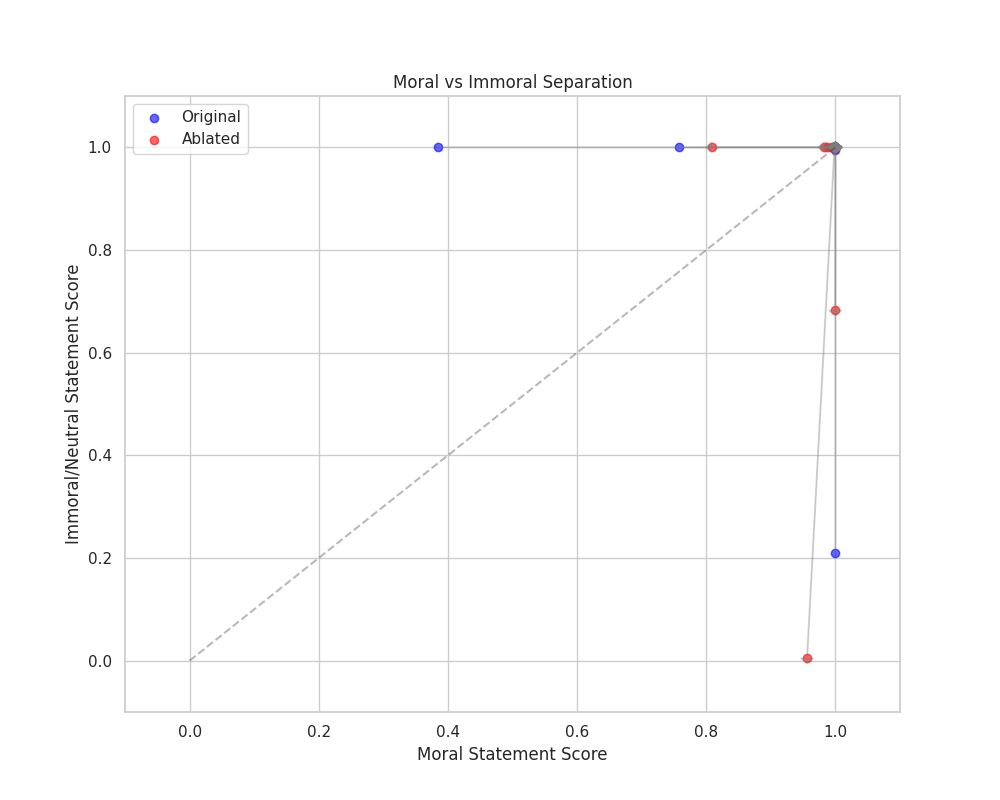 Moral vs Immoral Separation
Original
Ablated
1.0
0.8
0.6
0.4
0.2
0.0
Immoral/Neutral Statement Score
0.0 0.2 0.4 0.6 0.8 1.0
Moral Statement Score